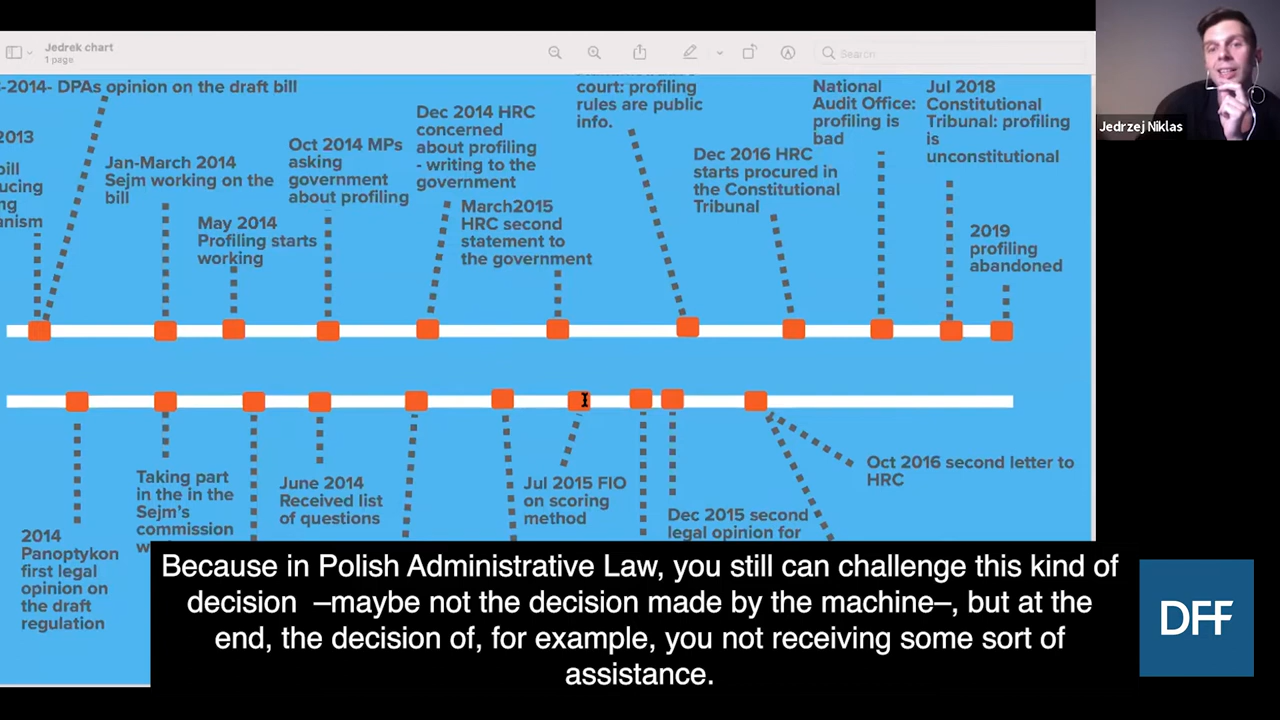 Jedrek chart
1 page
Search
Jedrzej Niklas
-2014- DPAs opinion on the draft bill
2013
bill
ucing
ng
anism
Jan-March 2014
Sejm working on the
bill
May 2014
Profiling starts
working
Oct 2014 MPs
asking
government
about profiling
Dec 2014 HRC
concerned
about profiling
- writing to the
government
March2015
HRC second
statement to
the government
court: profiling
rules are public
info.
Dec 2016 HRC
starts procured in
the Constitutional
Tribunal
National
Audit Office:
profiling is
bad
Jul 2018
Constitutional
Tribunal: profiling
is
unconstitutional
2019
profiling
abandoned
2014
Panoptykon
first legal
opinion on
the draft
regulation
Taking part
in the in the
Sejm's
commission
June 2014
Received list
of questions
Jul 2015 FIO
on scoring
method
Dec 2015 second
legal opinion for
Oct 2016 second letter to
HRC
Because in Polish Administrative Law, you still can challenge this kind of
decision –maybe not the decision made by the machine–, but at the
end, the decision of, for example, you not receiving some sort of
assistance.
DFF